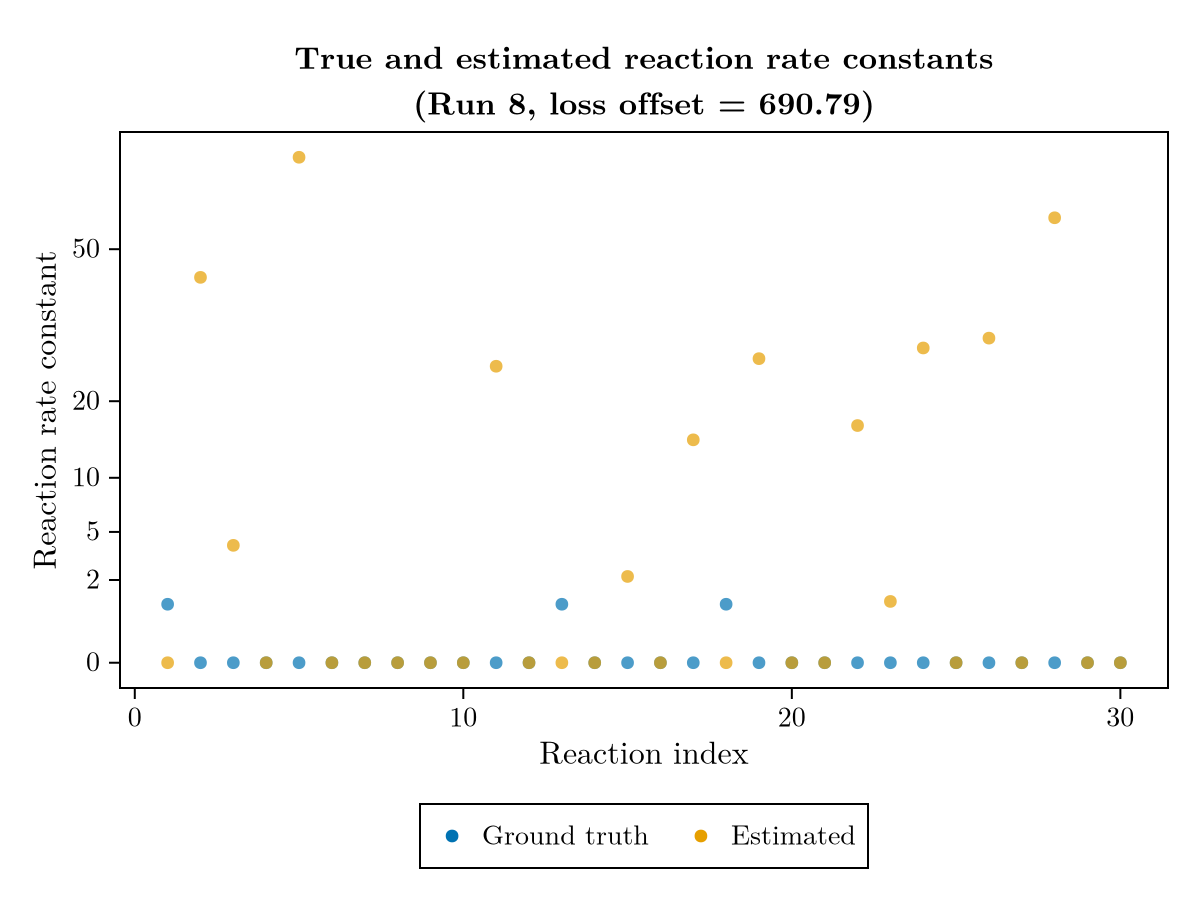 True and estimated reaction rate constants
(Run 8, loss offset = 690.79)
Reaction rate constant
50
20
10
5
2
0
0 10 20 30
Reaction index
Ground truth Estimated